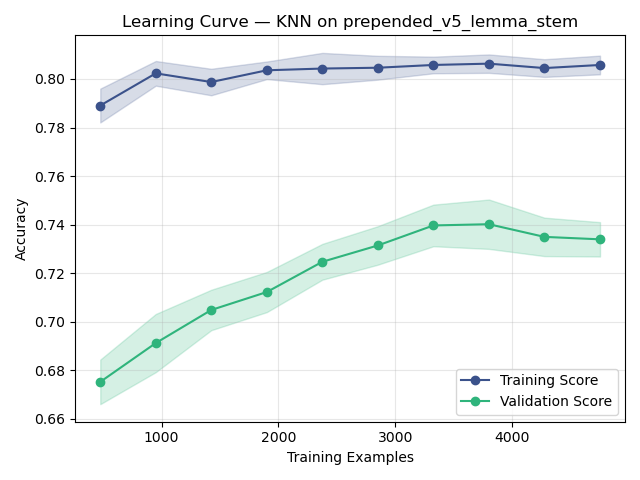 Learning Curve — KNN on prepended_v5_lemma_stem
0.80
0.78
0.76
0.74
0.72
0.70
0.68
0.66
Accuracy
1000 2000 3000 4000
Training Examples
Training Score
Validation Score